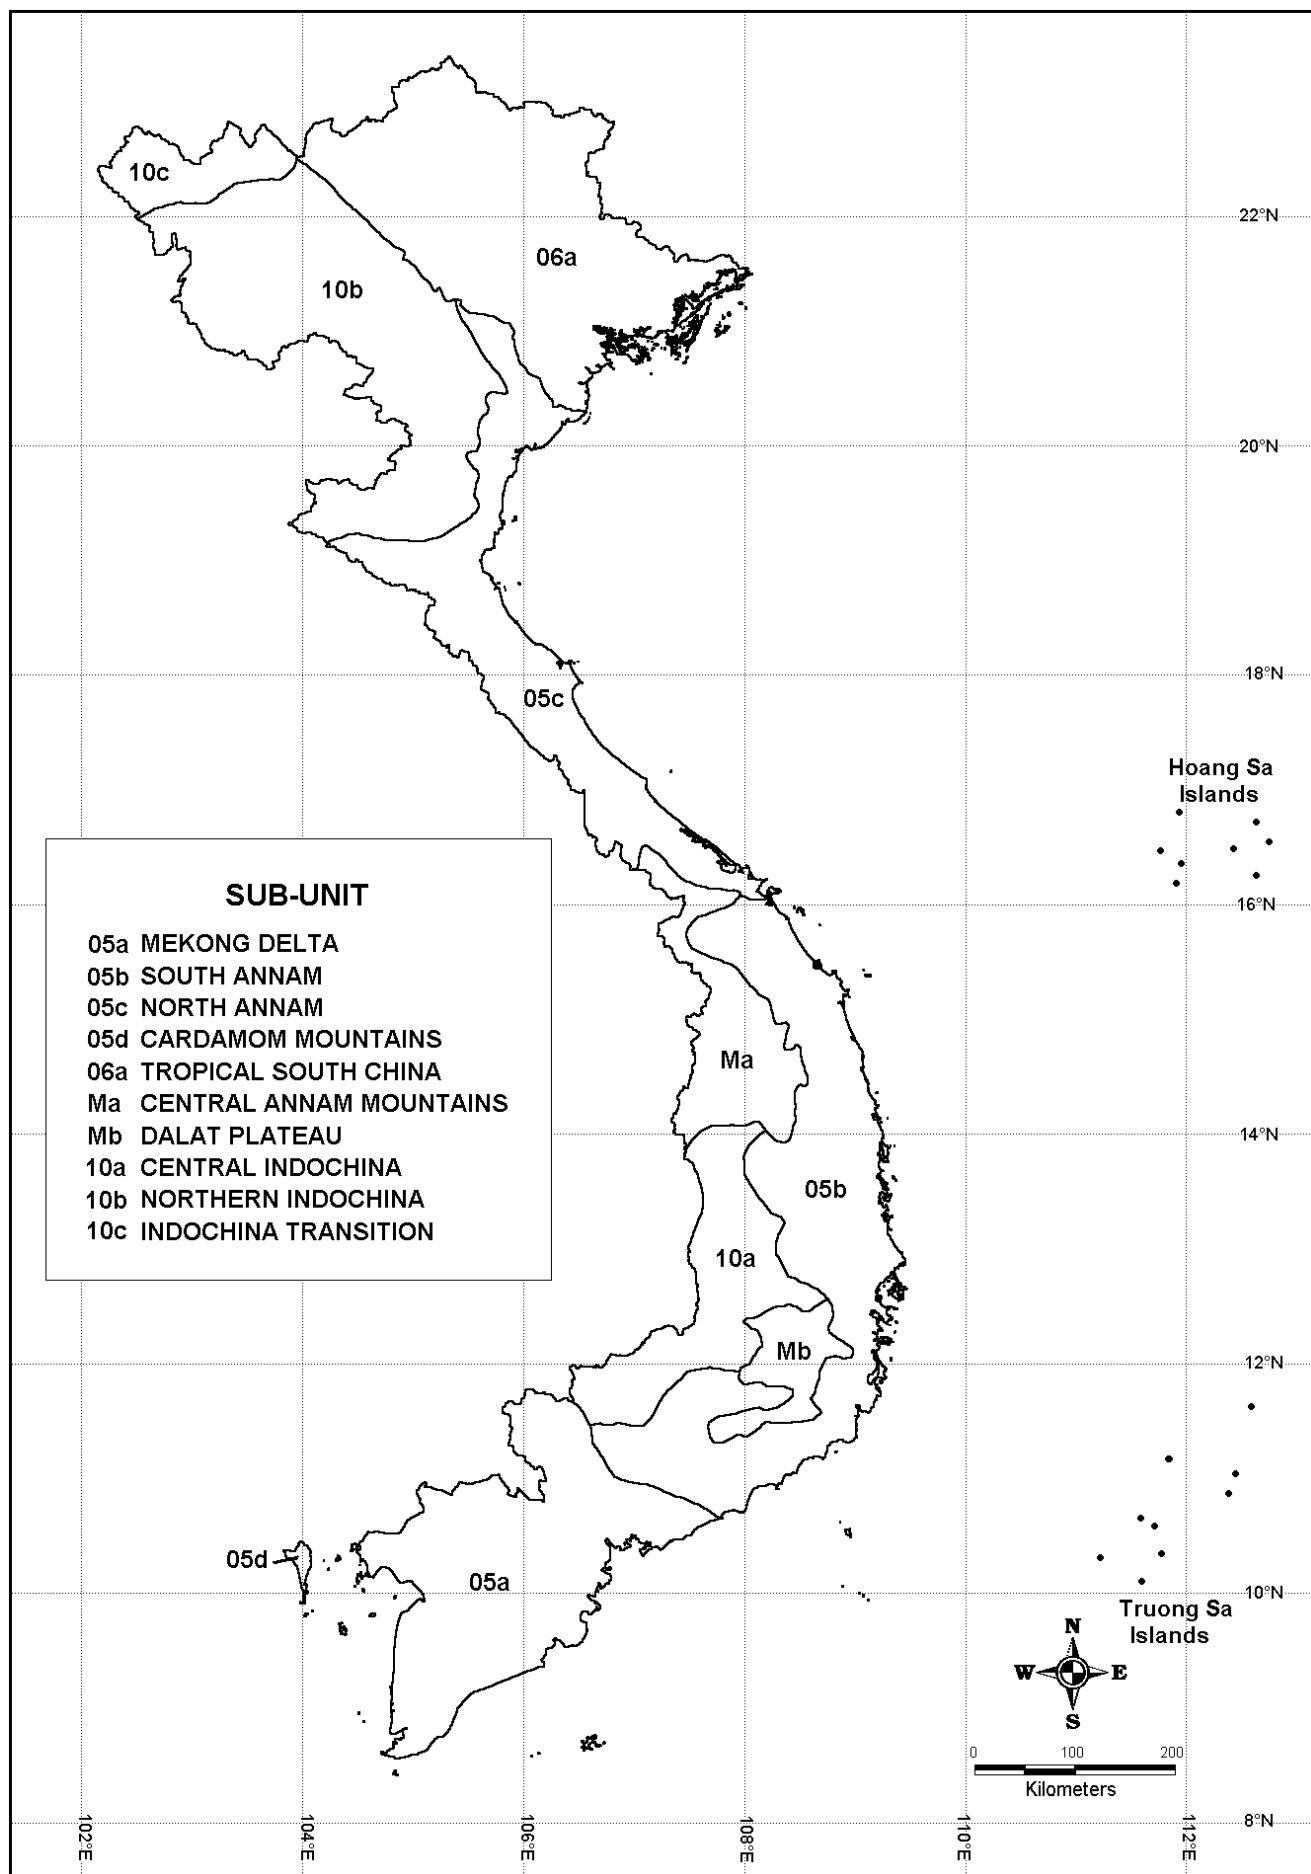 10c
22°N
06a
10b
20°N
18°N
05c
Hoang Sa
Islands
SUB-UNIT
05a MEKONG DELTA
05b SOUTH ANNAM
05c NORTH ANNAM
05d CARDAMOM MOUNTAINS
06a TROPICAL SOUTH CHINA
Ma CENTRAL ANNAM MOUNTAINS
Mb DALAT PLATEAU
10a CENTRAL INDOCHINA
10b NORTHERN INDOCHINA
10c INDOCHINA TRANSITION
16°N
Ma
14°N
05b
10a
Mb
12°N
05d
05a
10°N
Truong Sa
Islands
N
W E
S
0 100 200
Kilometers
8°N
102°E 104°E 106°E 108°E 110°E 112°E